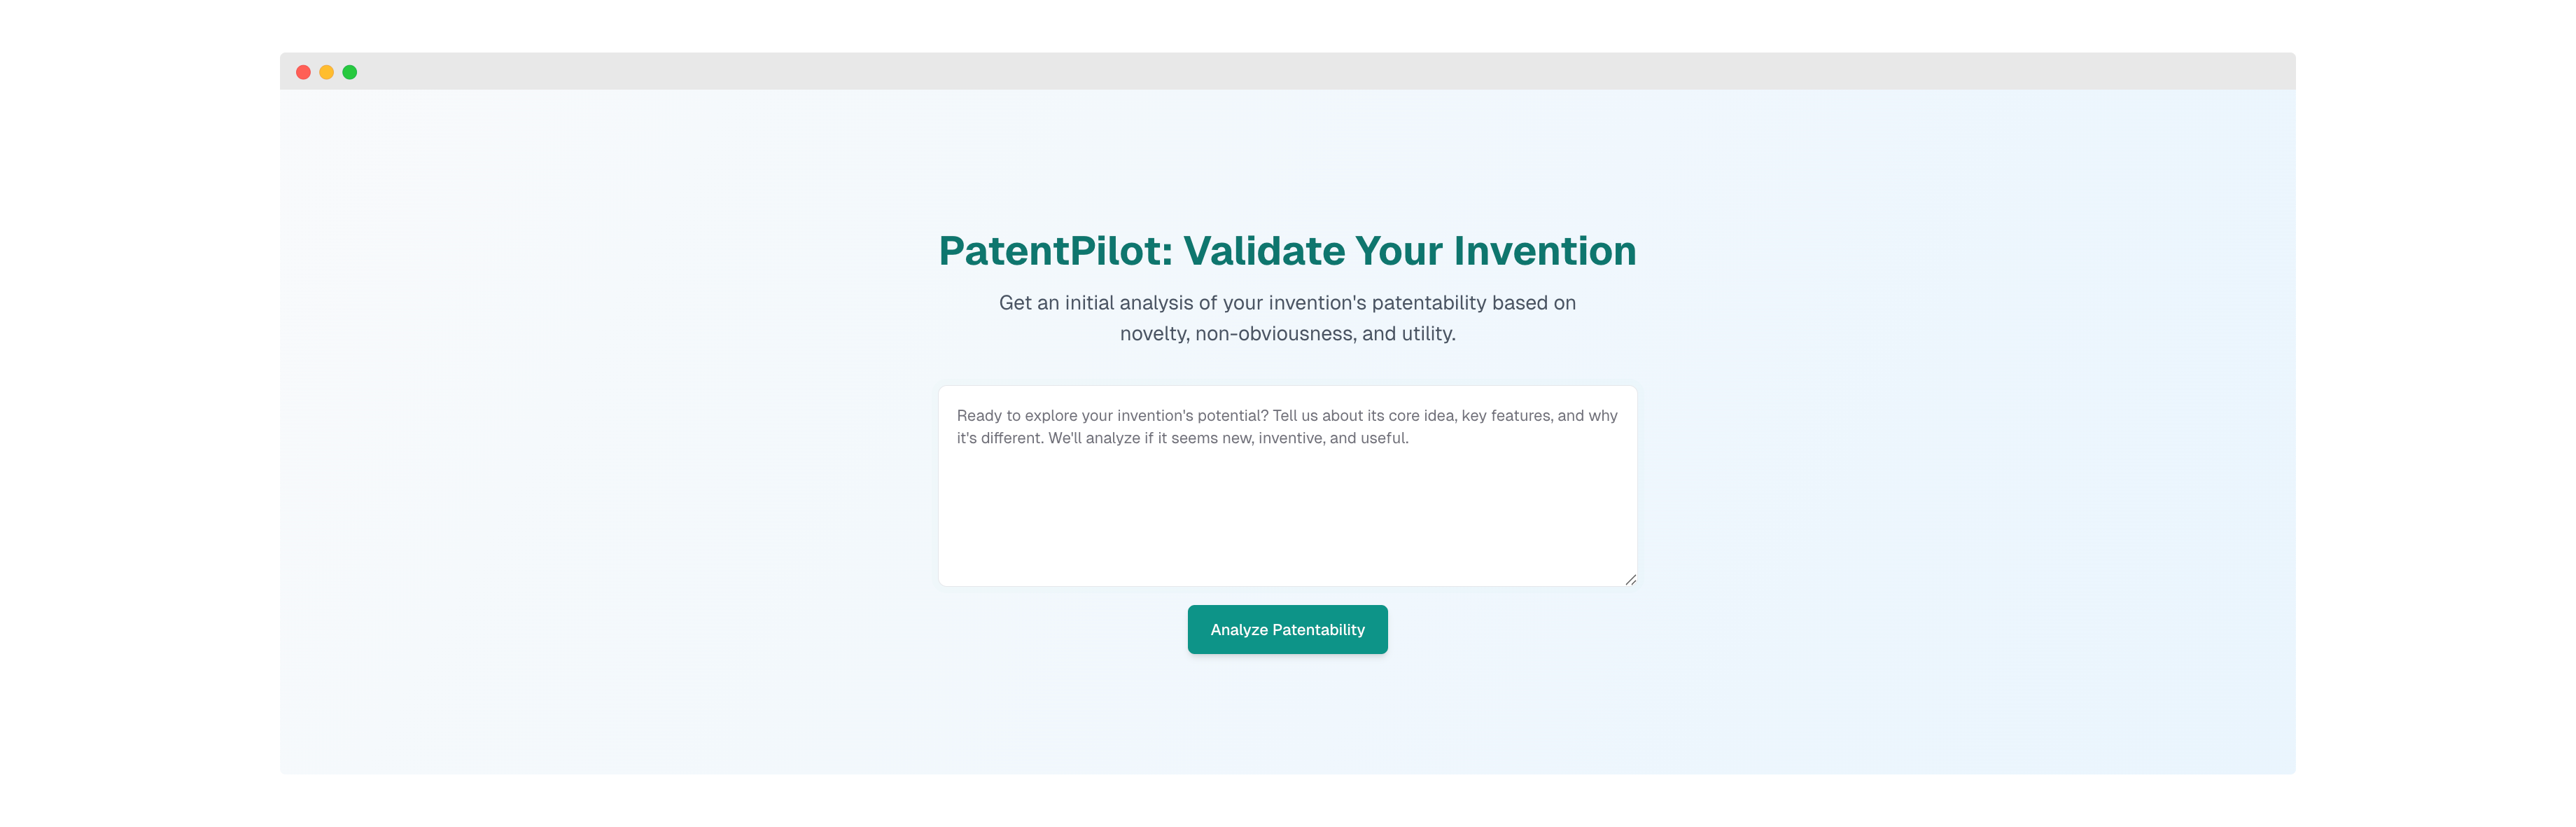 PatentPilot: Validate Your Invention
Get an initial analysis of your invention's patentability based on
novelty, non-obviousness, and utility.
Ready to explore your invention's potential? Tell us about its core idea, key features, and why
it's different. We'll analyze if it seems new, inventive, and useful.
Analyze Patentability